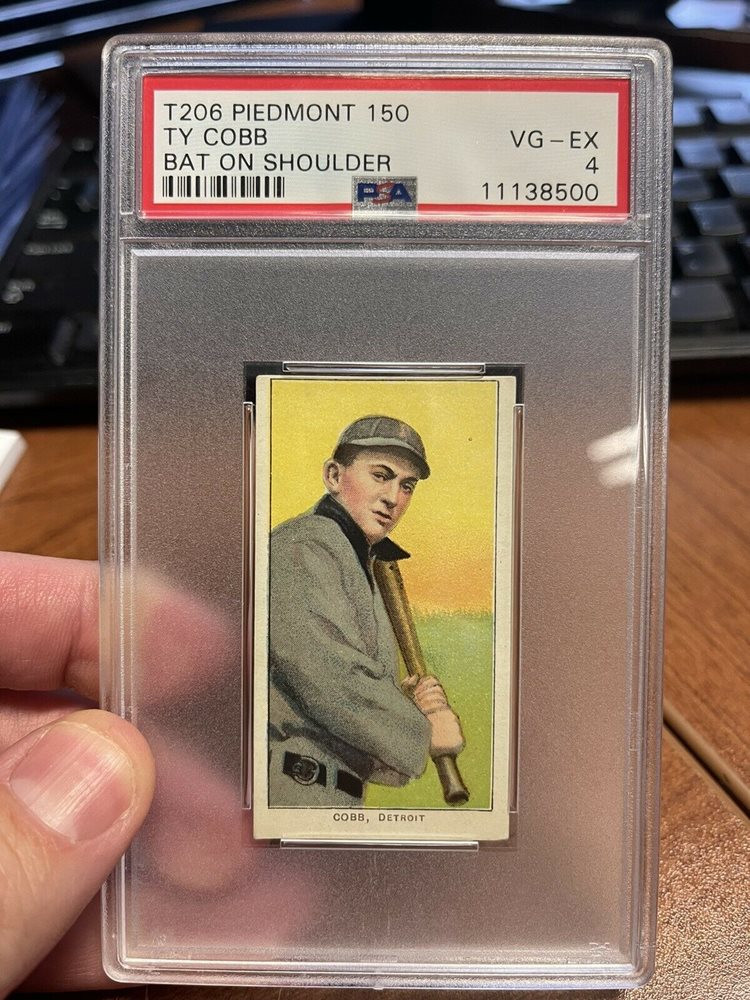 T206 PIEDMONT 150
TY COBB VG-EX
BAT ON SHOULDER 4
PSA 11138500
COBB, DETROIT